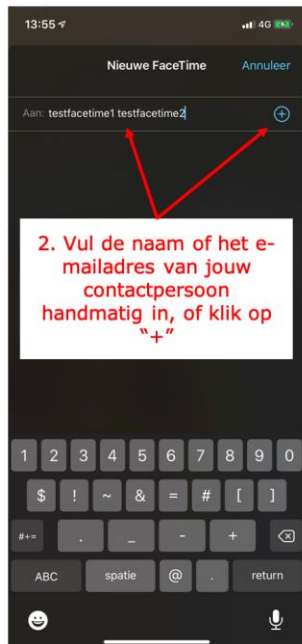 13:55 4G
Nieuwe FaceTime Annuleer
Aan: testfacetime1 testfacetime2
2. Vul de naam of het e-
mailadres van jouw
contactpersoon
handmatig in, of klik op
“+”
1 2 3 4 5 6 7 8 9 0
$ ! ~ & = # [ ]
#+= . _ - +
ABC spatie @ . return